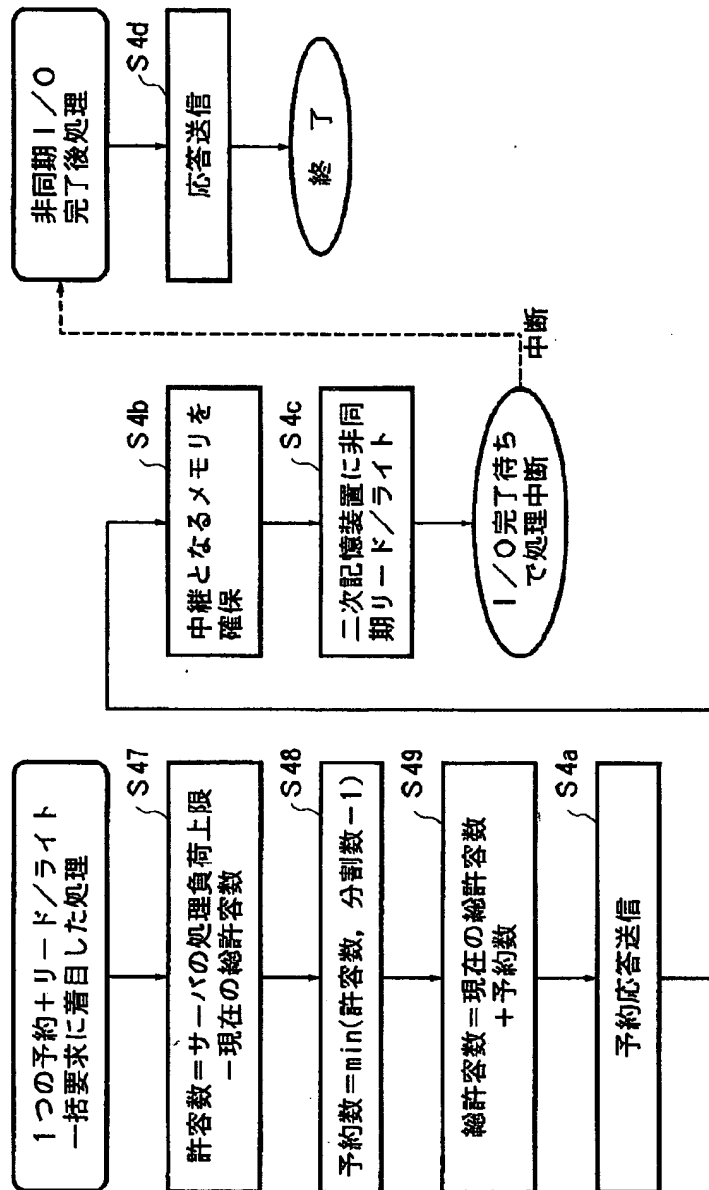 1つの予約+リード/ライト
一括要求に着目した処理
S47
許容数=サーバの処理負荷上限
-現在の総許容数
S48
予約数=min(許容数, 分割数-1)
S49
総許容数=現在の総許容数
+予約数
S4a
予約応答送信
S4b
中継となるメモリを
確保
S4c
二次記憶装置に非同
期リード/ライト
I/O完了待ち
で処理中断
中断
非同期I/O
完了後処理
S4d
応答送信
終 了